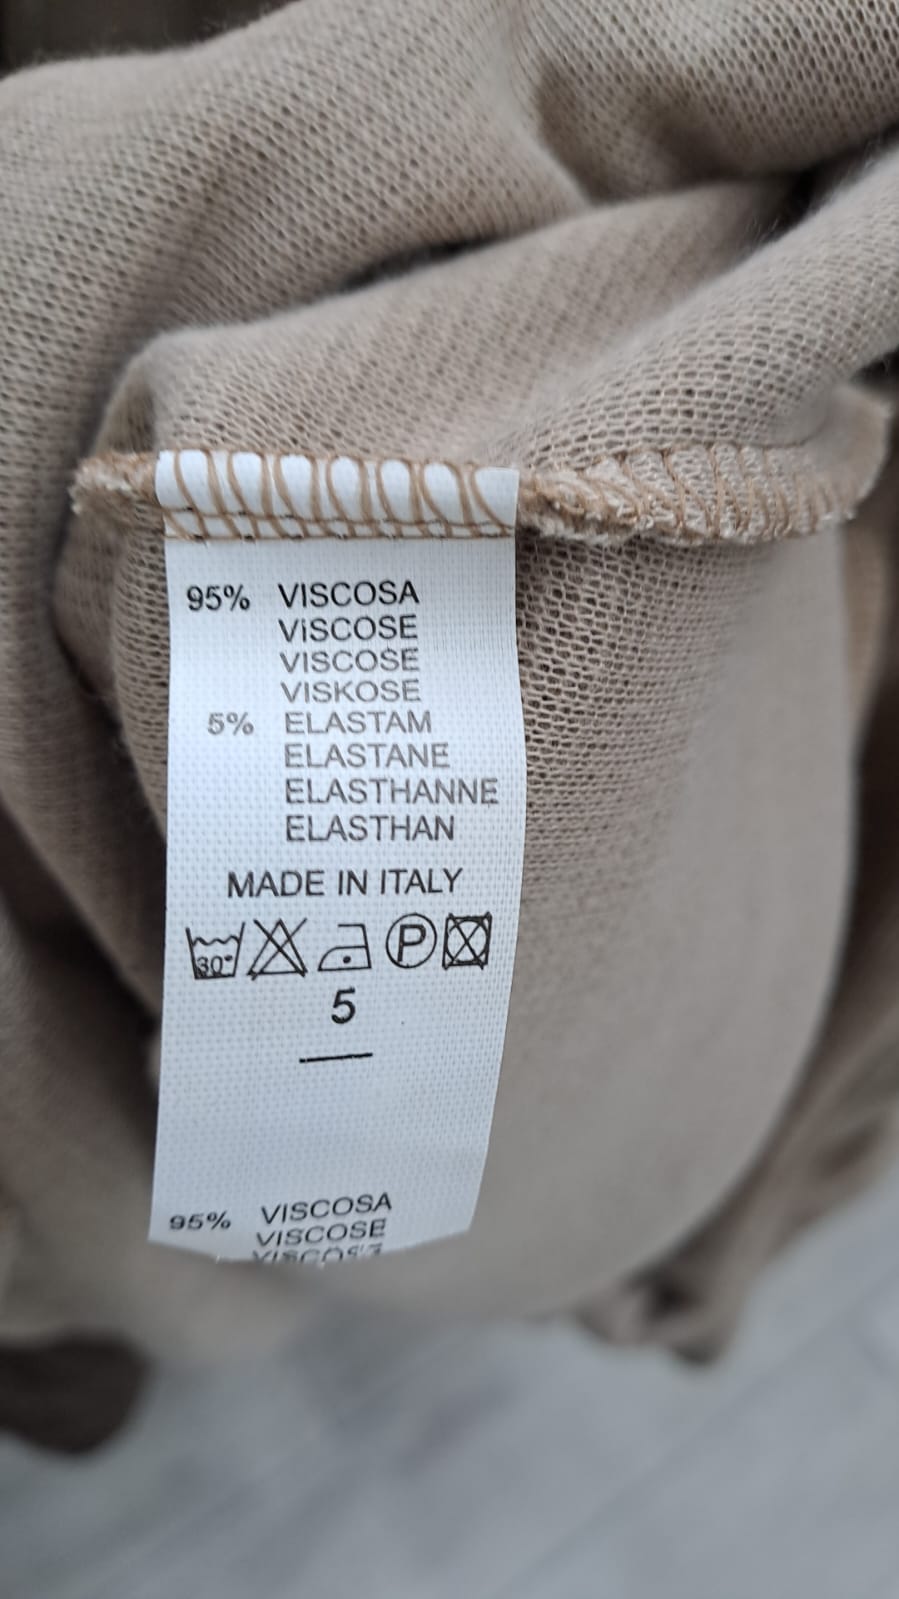 95% VISCOSA
ViSCOSE
VISCOSE
VISKOSE
5% ELASTAM
ELASTANE
ELASTHANNE
ELASTHAN
MADE IN ITALY
30° P
5
95% VISCOSA
VISCOSE